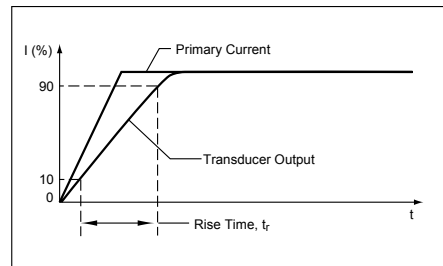 I (%)
Primary Current
90
Transducer Output
10
0
t
Rise Time, tr